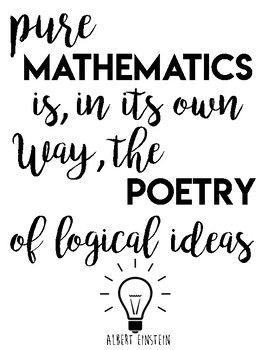 pure
MATHEMATICS
is, in its own
Way, the
POETRY
of logical ideas
ALBERT EINSTEIN